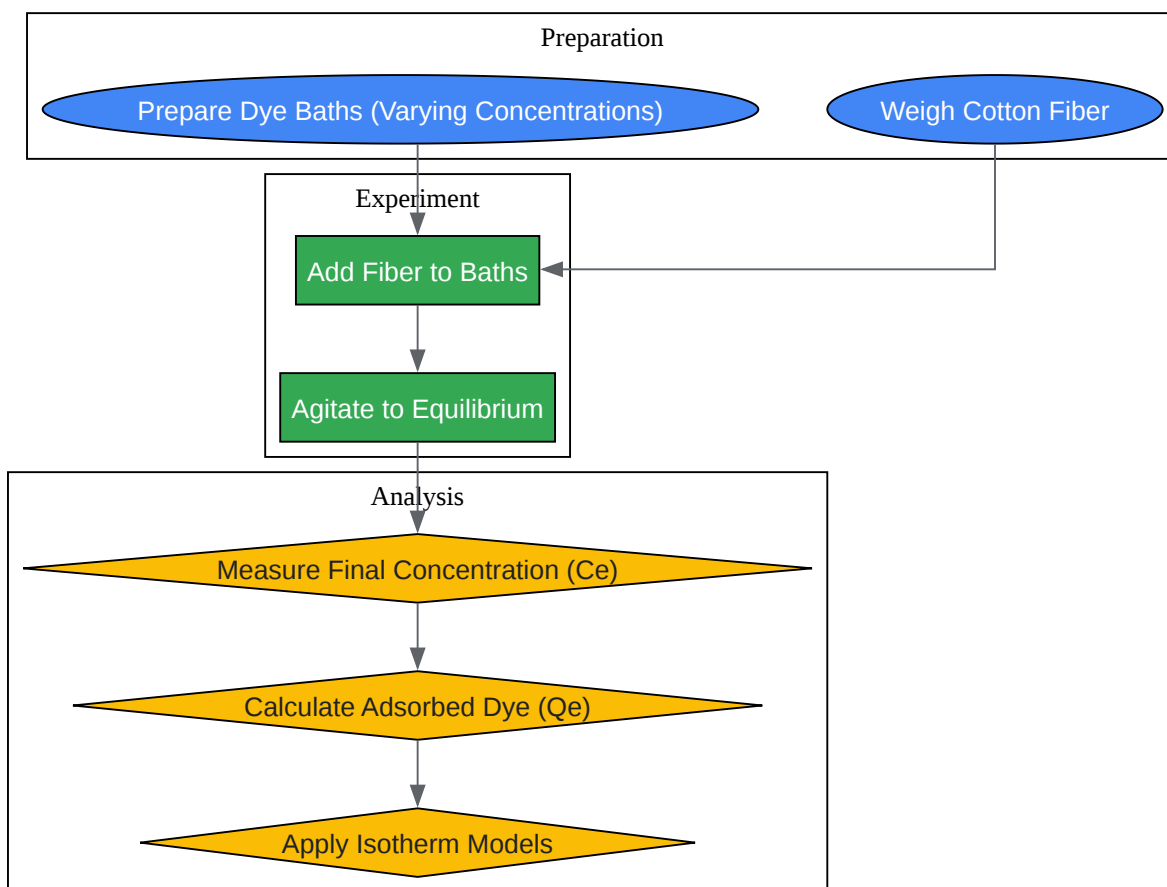 Preparation
Prepare Dye Baths (Varying Concentrations)
Weigh Cotton Fiber
Experiment
Add Fiber to Baths
Agitate to Equilibrium
Analysis
Measure Final Concentration (Ce)
Calculate Adsorbed Dye (Qe)
Apply Isotherm Models